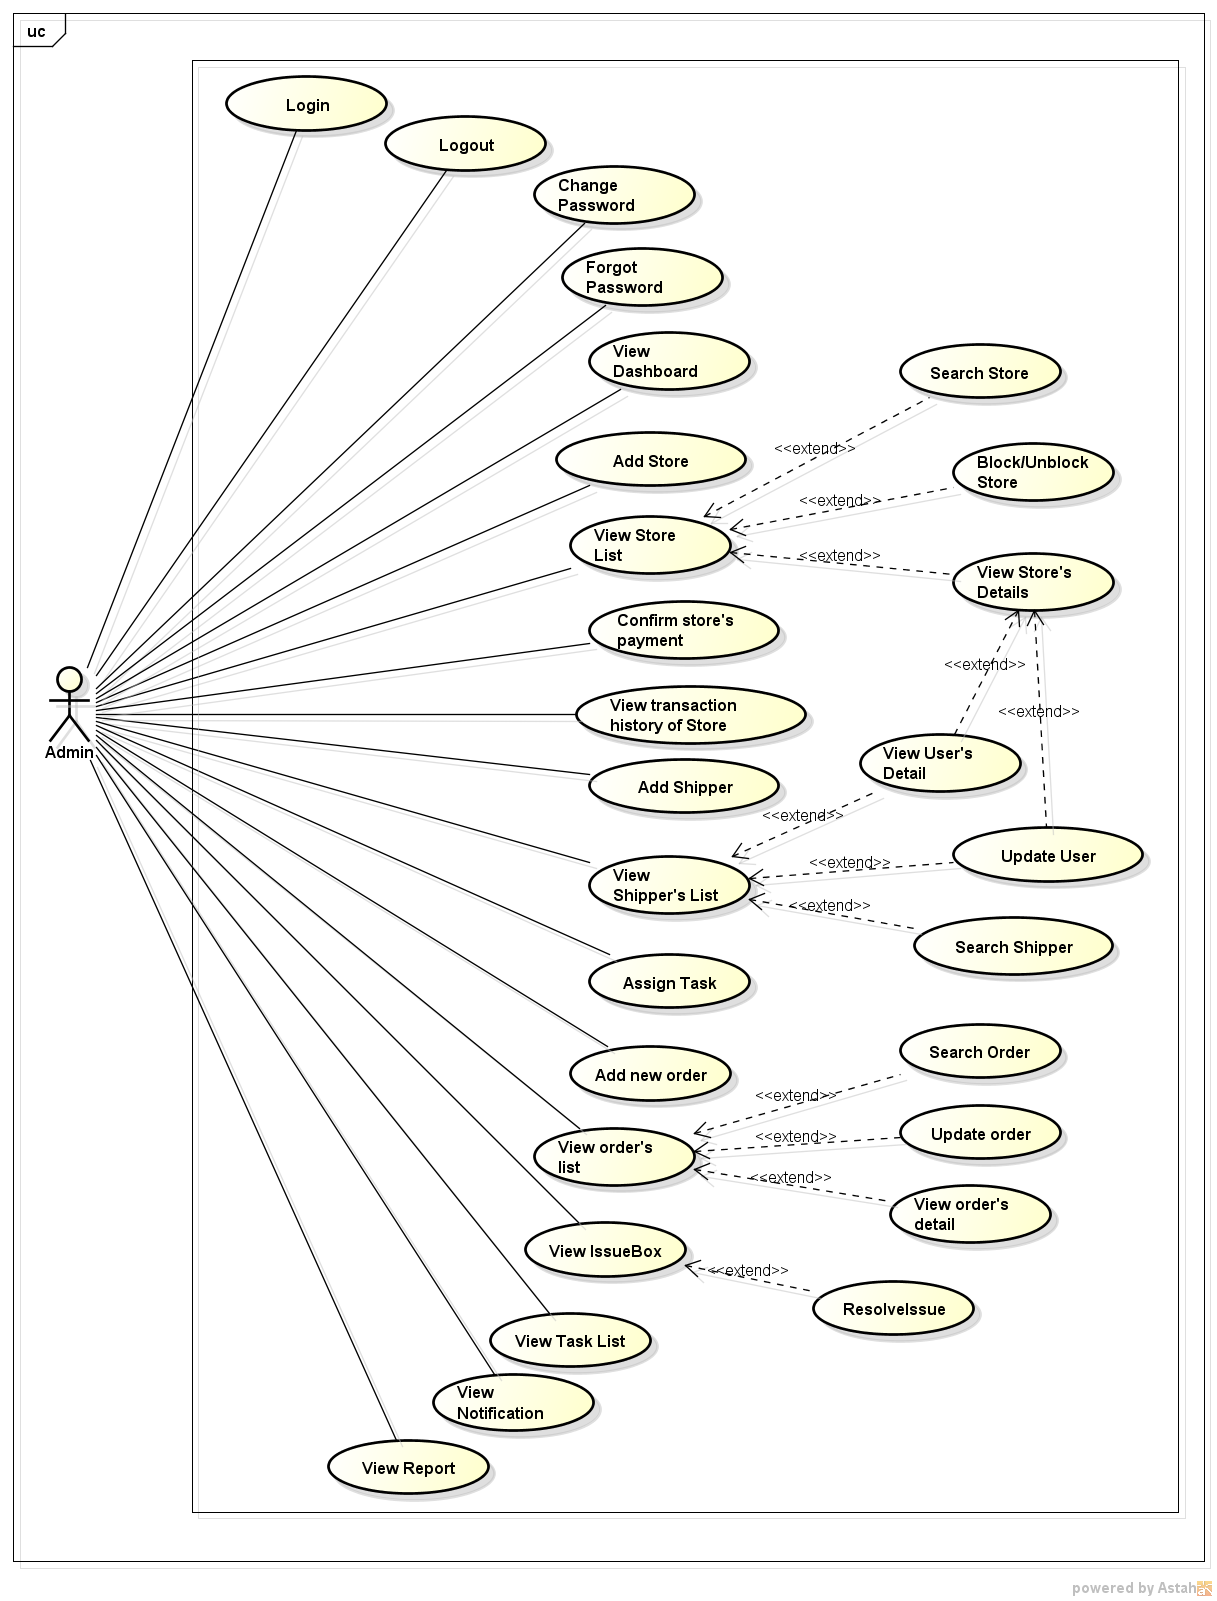 uc
Login
Logout
Change
Password
Forgot
Password
View
Dashboard
Search Store
<<extend>>
Add Store
Block/Unblock
Store
<<extend>>
View Store
List
<<extend>>
View Store's
Details
Confirm store's
payment
<<extend>>
View transaction
history of Store
<<extend>>
Admin
View User's
Detail
Add Shipper
<<extend>>
Update User
<<extend>>
View
Shipper's List
<<extend>>
Search Shipper
Assign Task
Search Order
Add new order
<<extend>>
Update order
<<extend>>
View order's
list
<<extend>>
View order's
detail
View IssueBox
<<extend>>
ResolveIssue
View Task List
View
Notification
View Report
powered by Astah